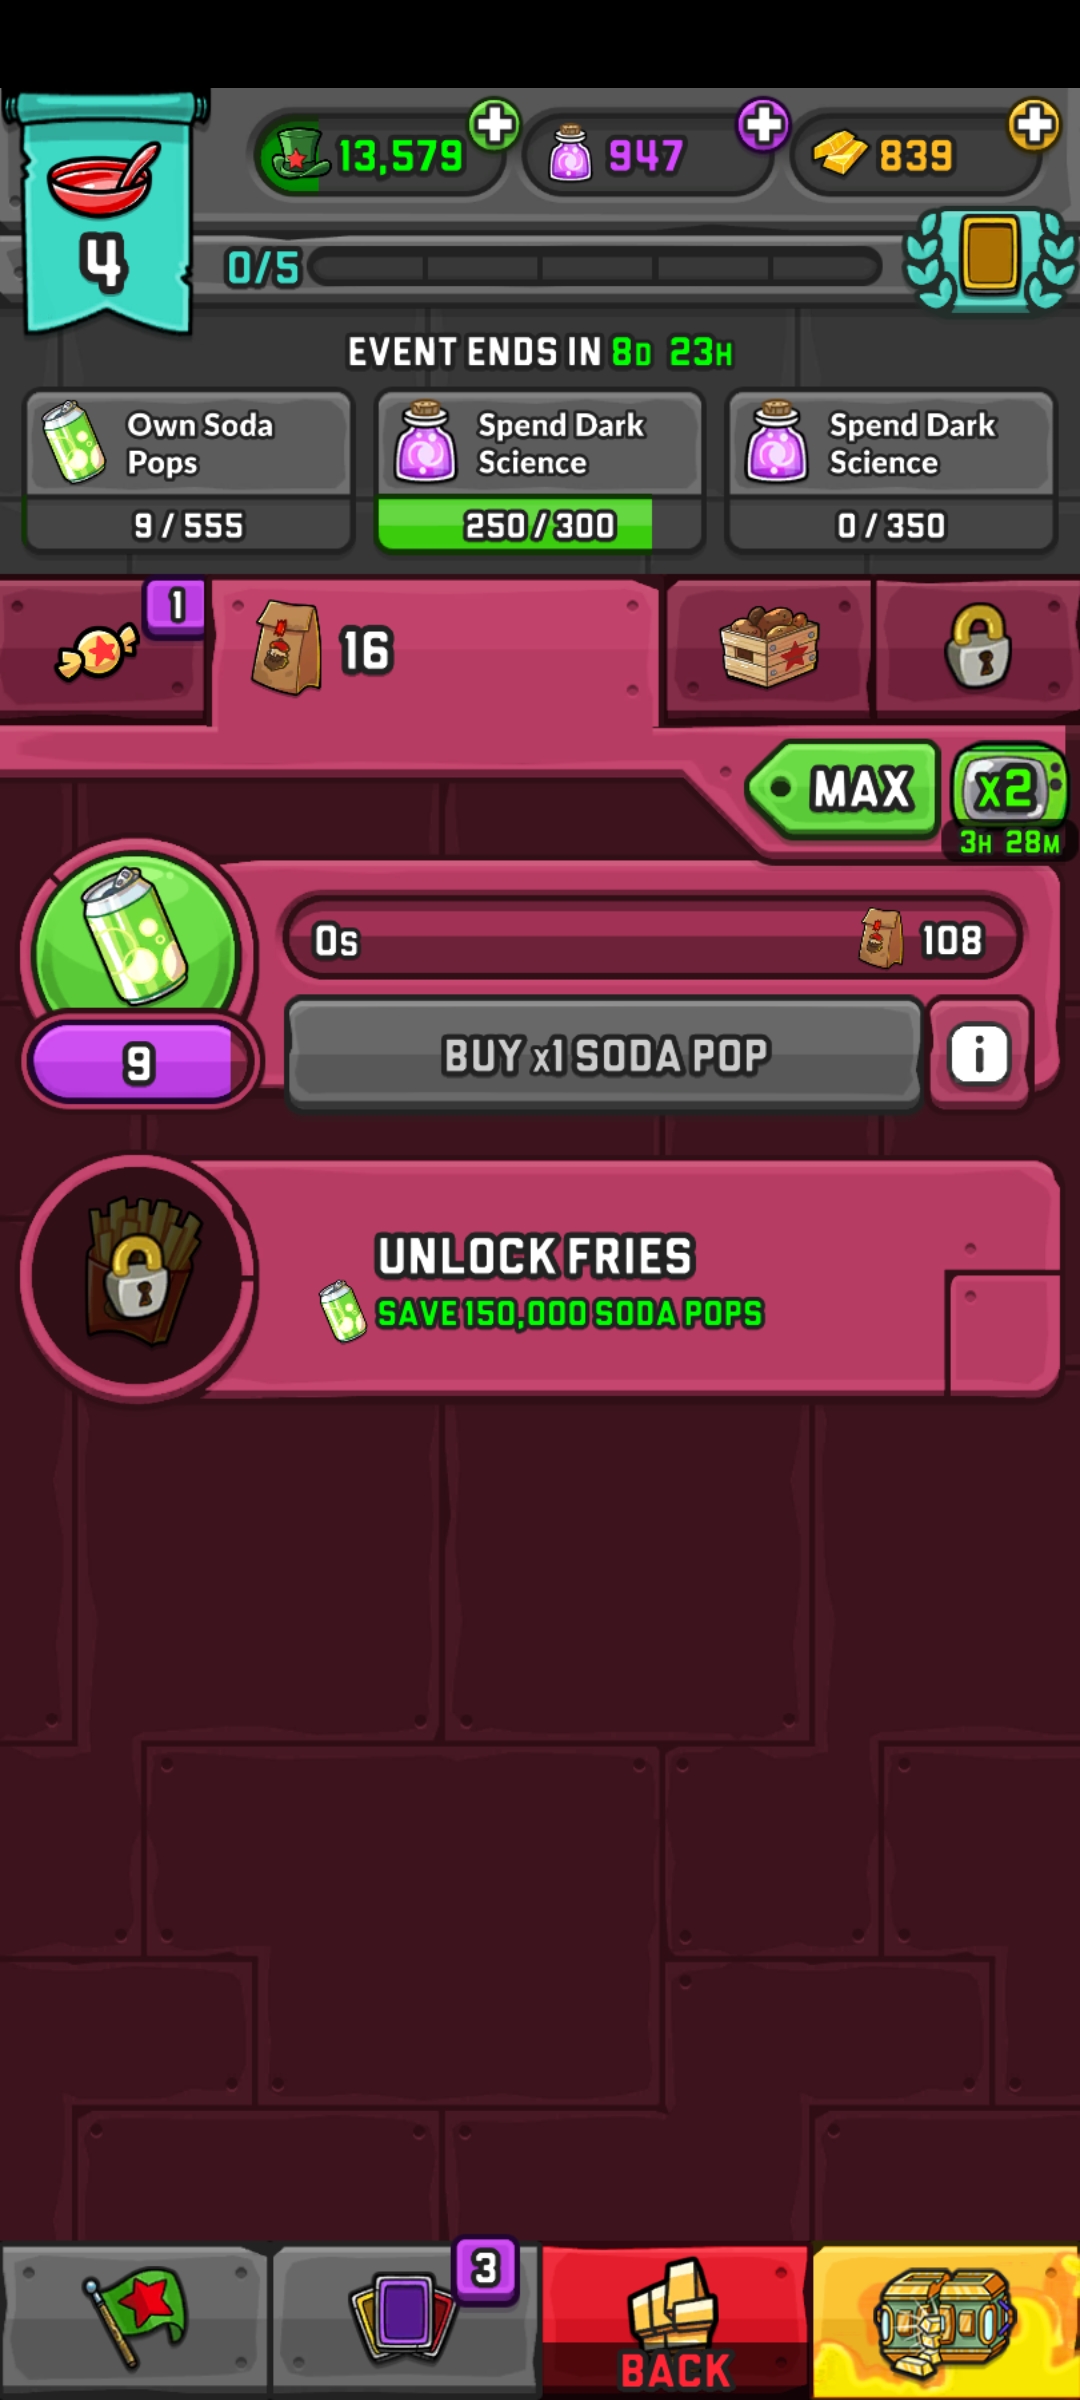 13,579
947
839
4
0/5
EVENT ENDS IN 8D 23H
Own Soda Pops
9/555
Spend Dark Science
250/300
Spend Dark Science
0/350
1
16
MAX
x2
3H 28M
0s
108
9
BUY x1 SODA POP
i
UNLOCK FRIES
SAVE 150,000 SODA POPS
3
BACK